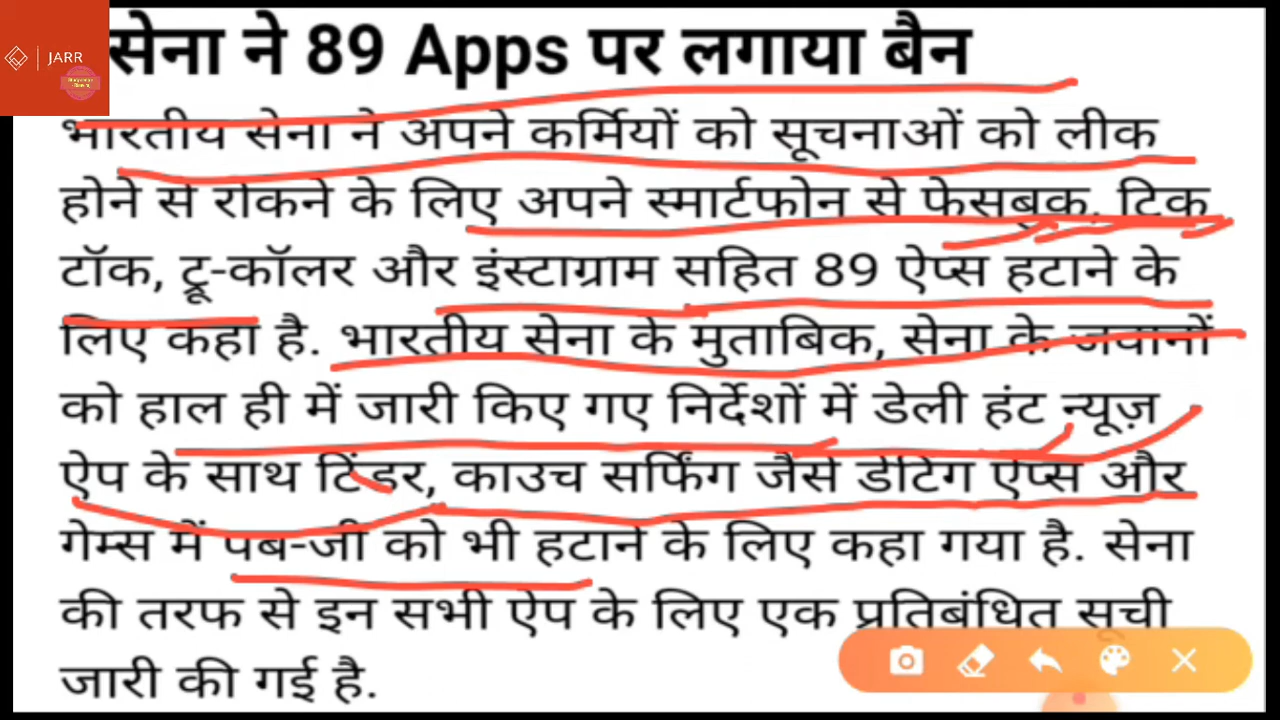 JARR
सेना ने 89 Apps पर लगाया बैन
भारतीय सेना ने अपने कर्मियों को सूचनाओं को लीक
होने से रोकने के लिए अपने स्मार्टफोन से फेसबुक, टिक
टॉक, ट्रू-कॉलर और इंस्टाग्राम सहित 89 ऐप्स हटाने के
लिए कहा है. भारतीय सेना के मुताबिक, सेना के जवानों
को हाल ही में जारी किए गए निर्देशों में डेली हंट न्यूज़
ऐप के साथ टिंडर, काउच सर्फिंग जैसे डेटिंग ऐप्स और
गेम्स में पब-जी को भी हटाने के लिए कहा गया है. सेना
की तरफ से इन सभी ऐप के लिए एक प्रतिबंधित सूची
जारी की गई है.